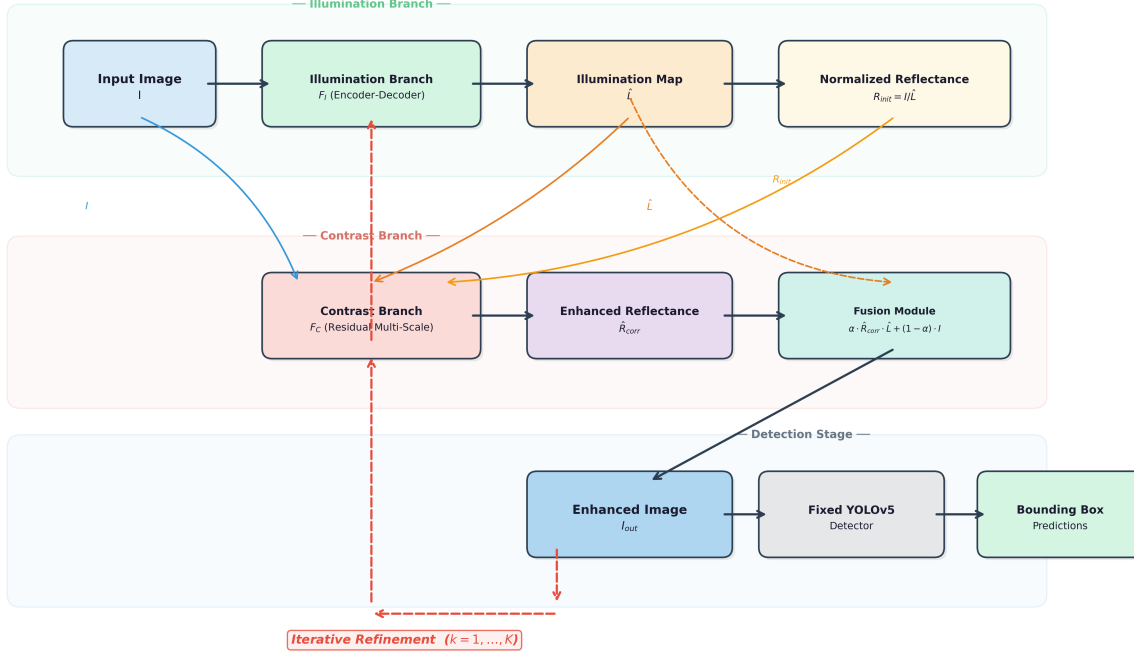 — Illumination Branch —
Input Image
I
Illumination Branch
F_I (Encoder-Decoder)
Illumination Map
L̂
Normalized Reflectance
R_init = I/L̂
R_init
I
L̂
— Contrast Branch —
Contrast Branch
F_C (Residual Multi-Scale)
Enhanced Reflectance
R̂_corr
Fusion Module
α · R̂_corr · L̂ + (1 − α) · I
— Detection Stage —
Enhanced Image
I_out
Fixed YOLOv5
Detector
Bounding Box
Predictions
Iterative Refinement (k = 1, ..., K)